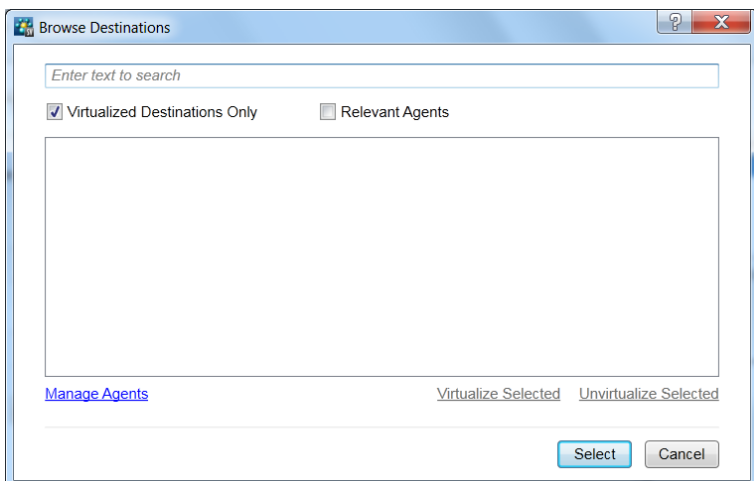 Browse Destinations
Enter text to search
Virtualized Destinations Only Relevant Agents
Manage Agents Virtualize Selected Unvirtualize Selected
Select Cancel